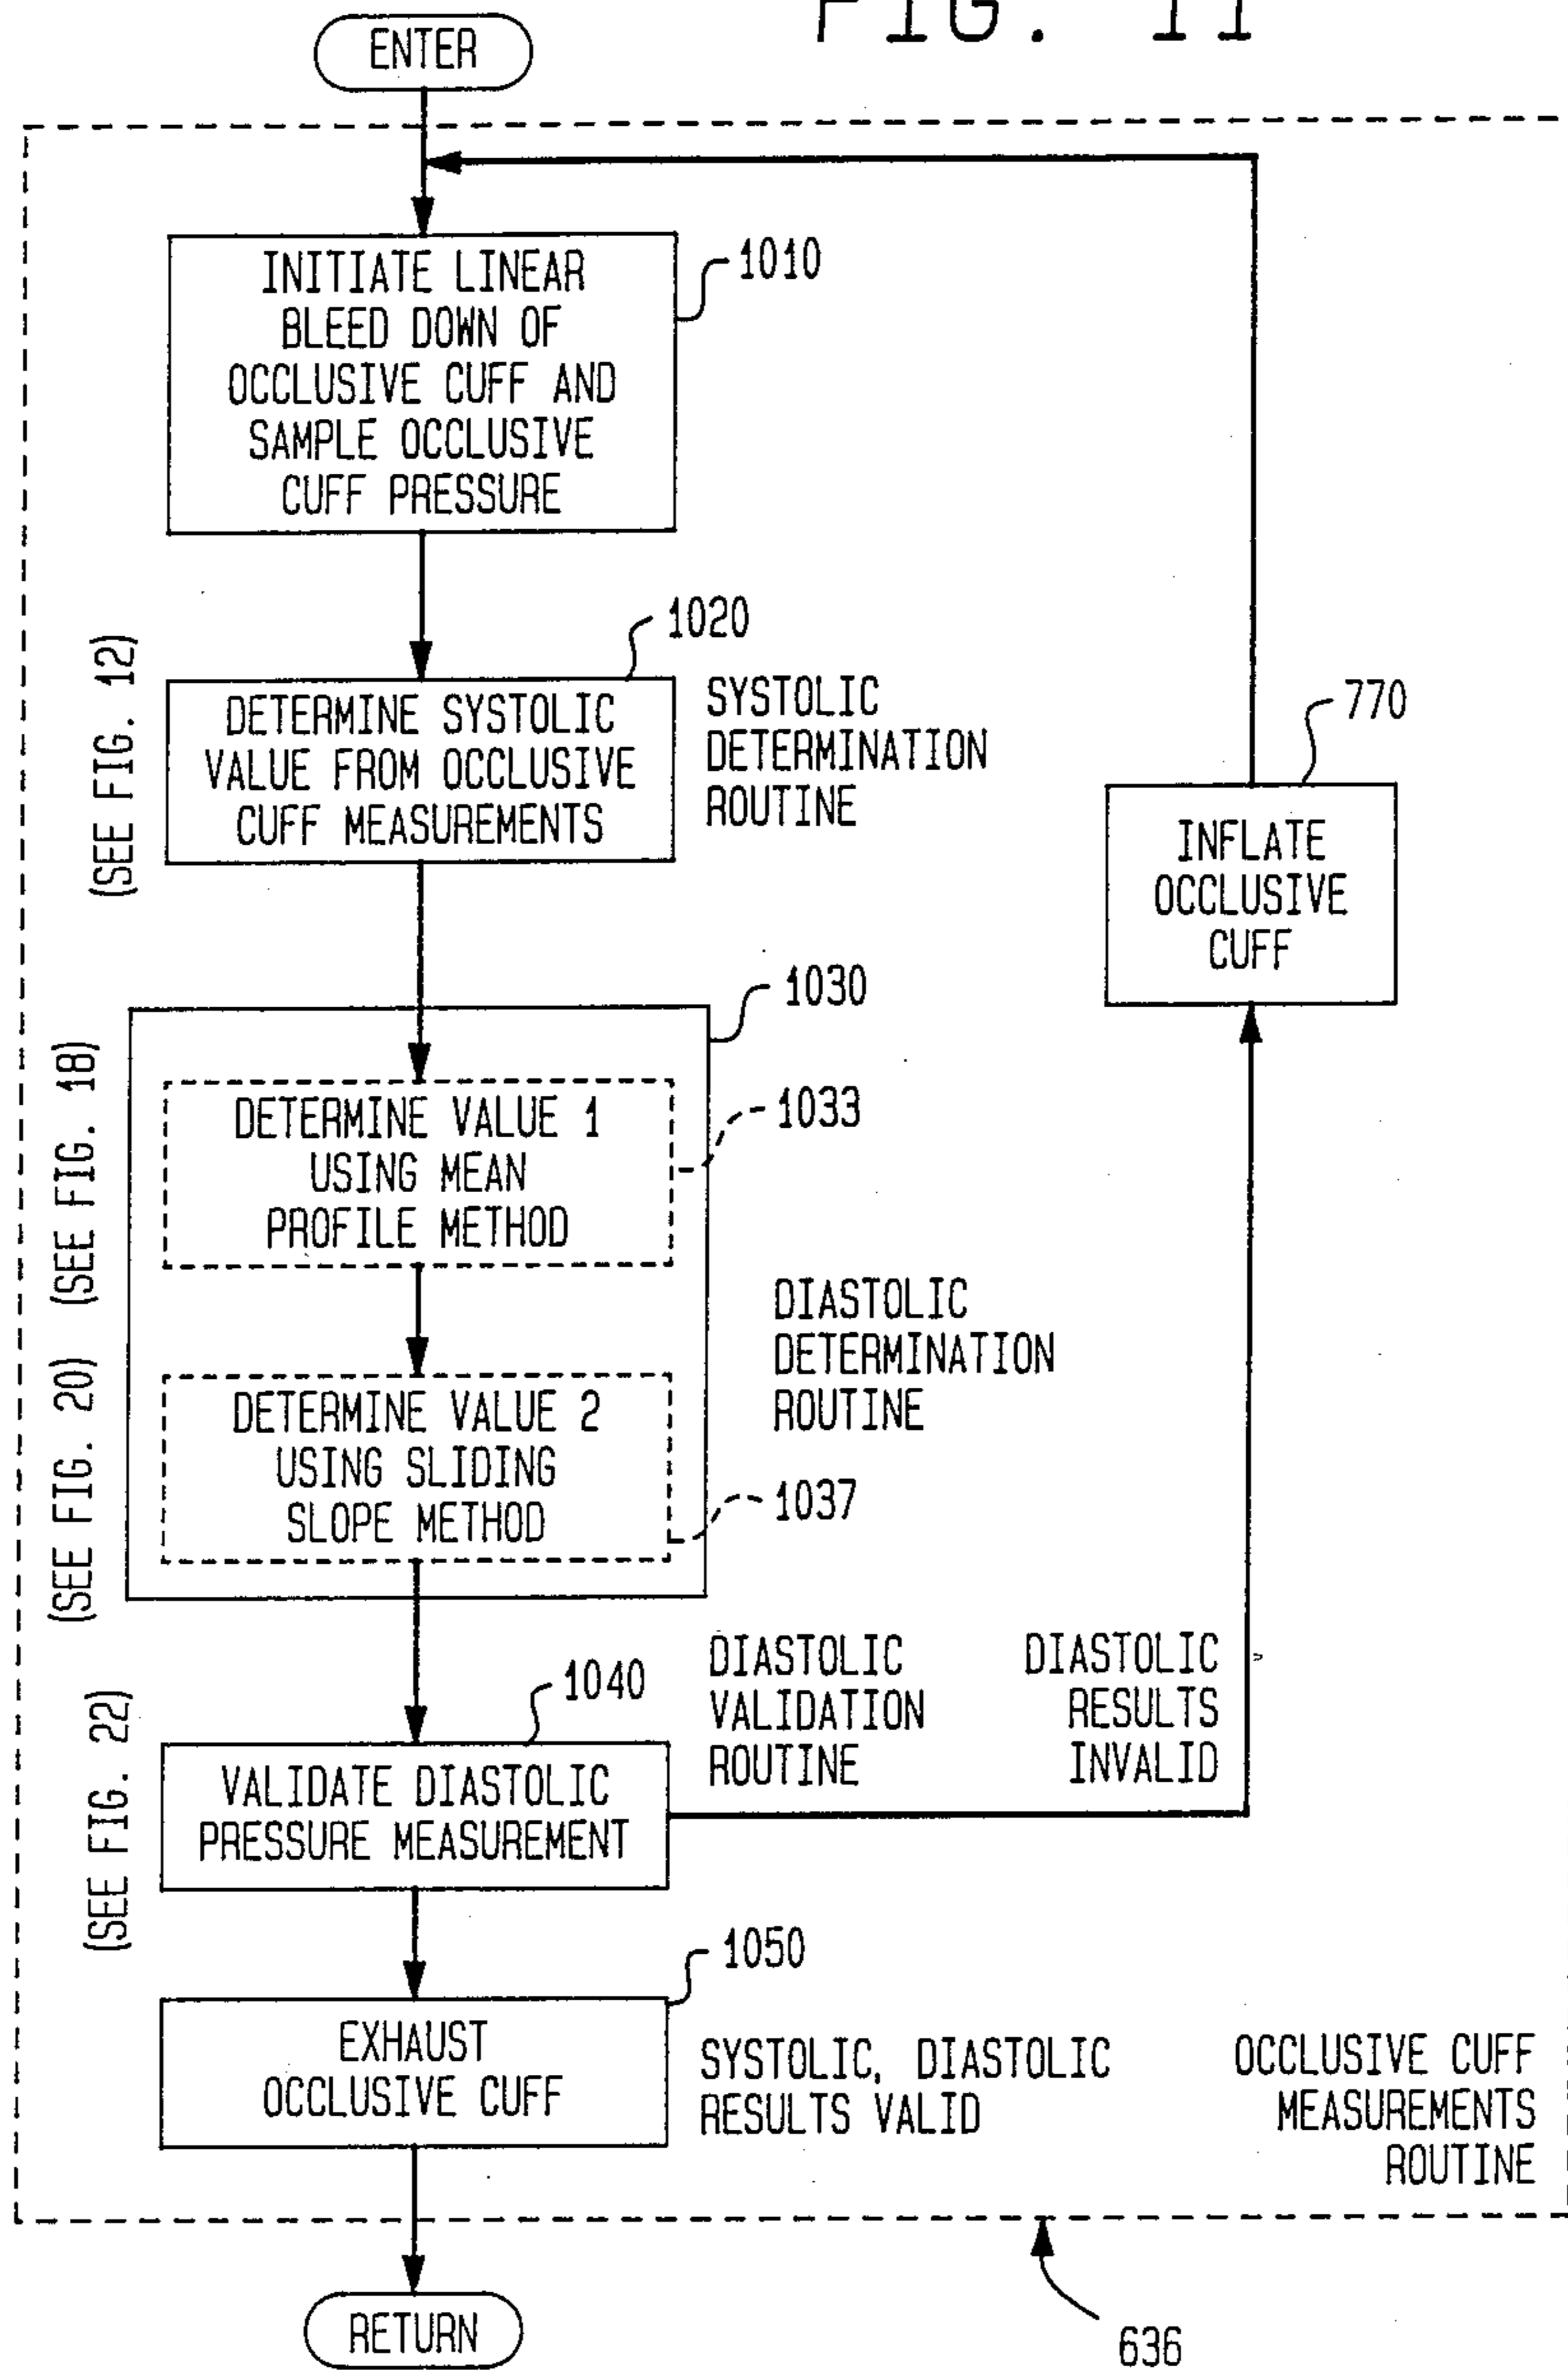 FIG. 11
ENTER
INITIATE LINEAR
BLEED DOWN OF
OCCLUSIVE CUFF AND
SAMPLE OCCLUSIVE
CUFF PRESSURE
1010
(SEE FIG. 12)
1020
DETERMINE SYSTOLIC
VALUE FROM OCCLUSIVE
CUFF MEASUREMENTS
SYSTOLIC
DETERMINATION
ROUTINE
770
INFLATE
OCCLUSIVE
CUFF
1030
(SEE FIG. 18)
DETERMINE VALUE 1
USING MEAN
PROFILE METHOD
1033
DIASTOLIC
DETERMINATION
ROUTINE
(SEE FIG. 20)
DETERMINE VALUE 2
USING SLIDING
SLOPE METHOD
1037
(SEE FIG. 22)
1040
VALIDATE DIASTOLIC
PRESSURE MEASUREMENT
DIASTOLIC
VALIDATION
ROUTINE
DIASTOLIC
RESULTS
INVALID
1050
EXHAUST
OCCLUSIVE CUFF
SYSTOLIC, DIASTOLIC
RESULTS VALID
OCCLUSIVE CUFF
MEASUREMENTS
ROUTINE
RETURN
636